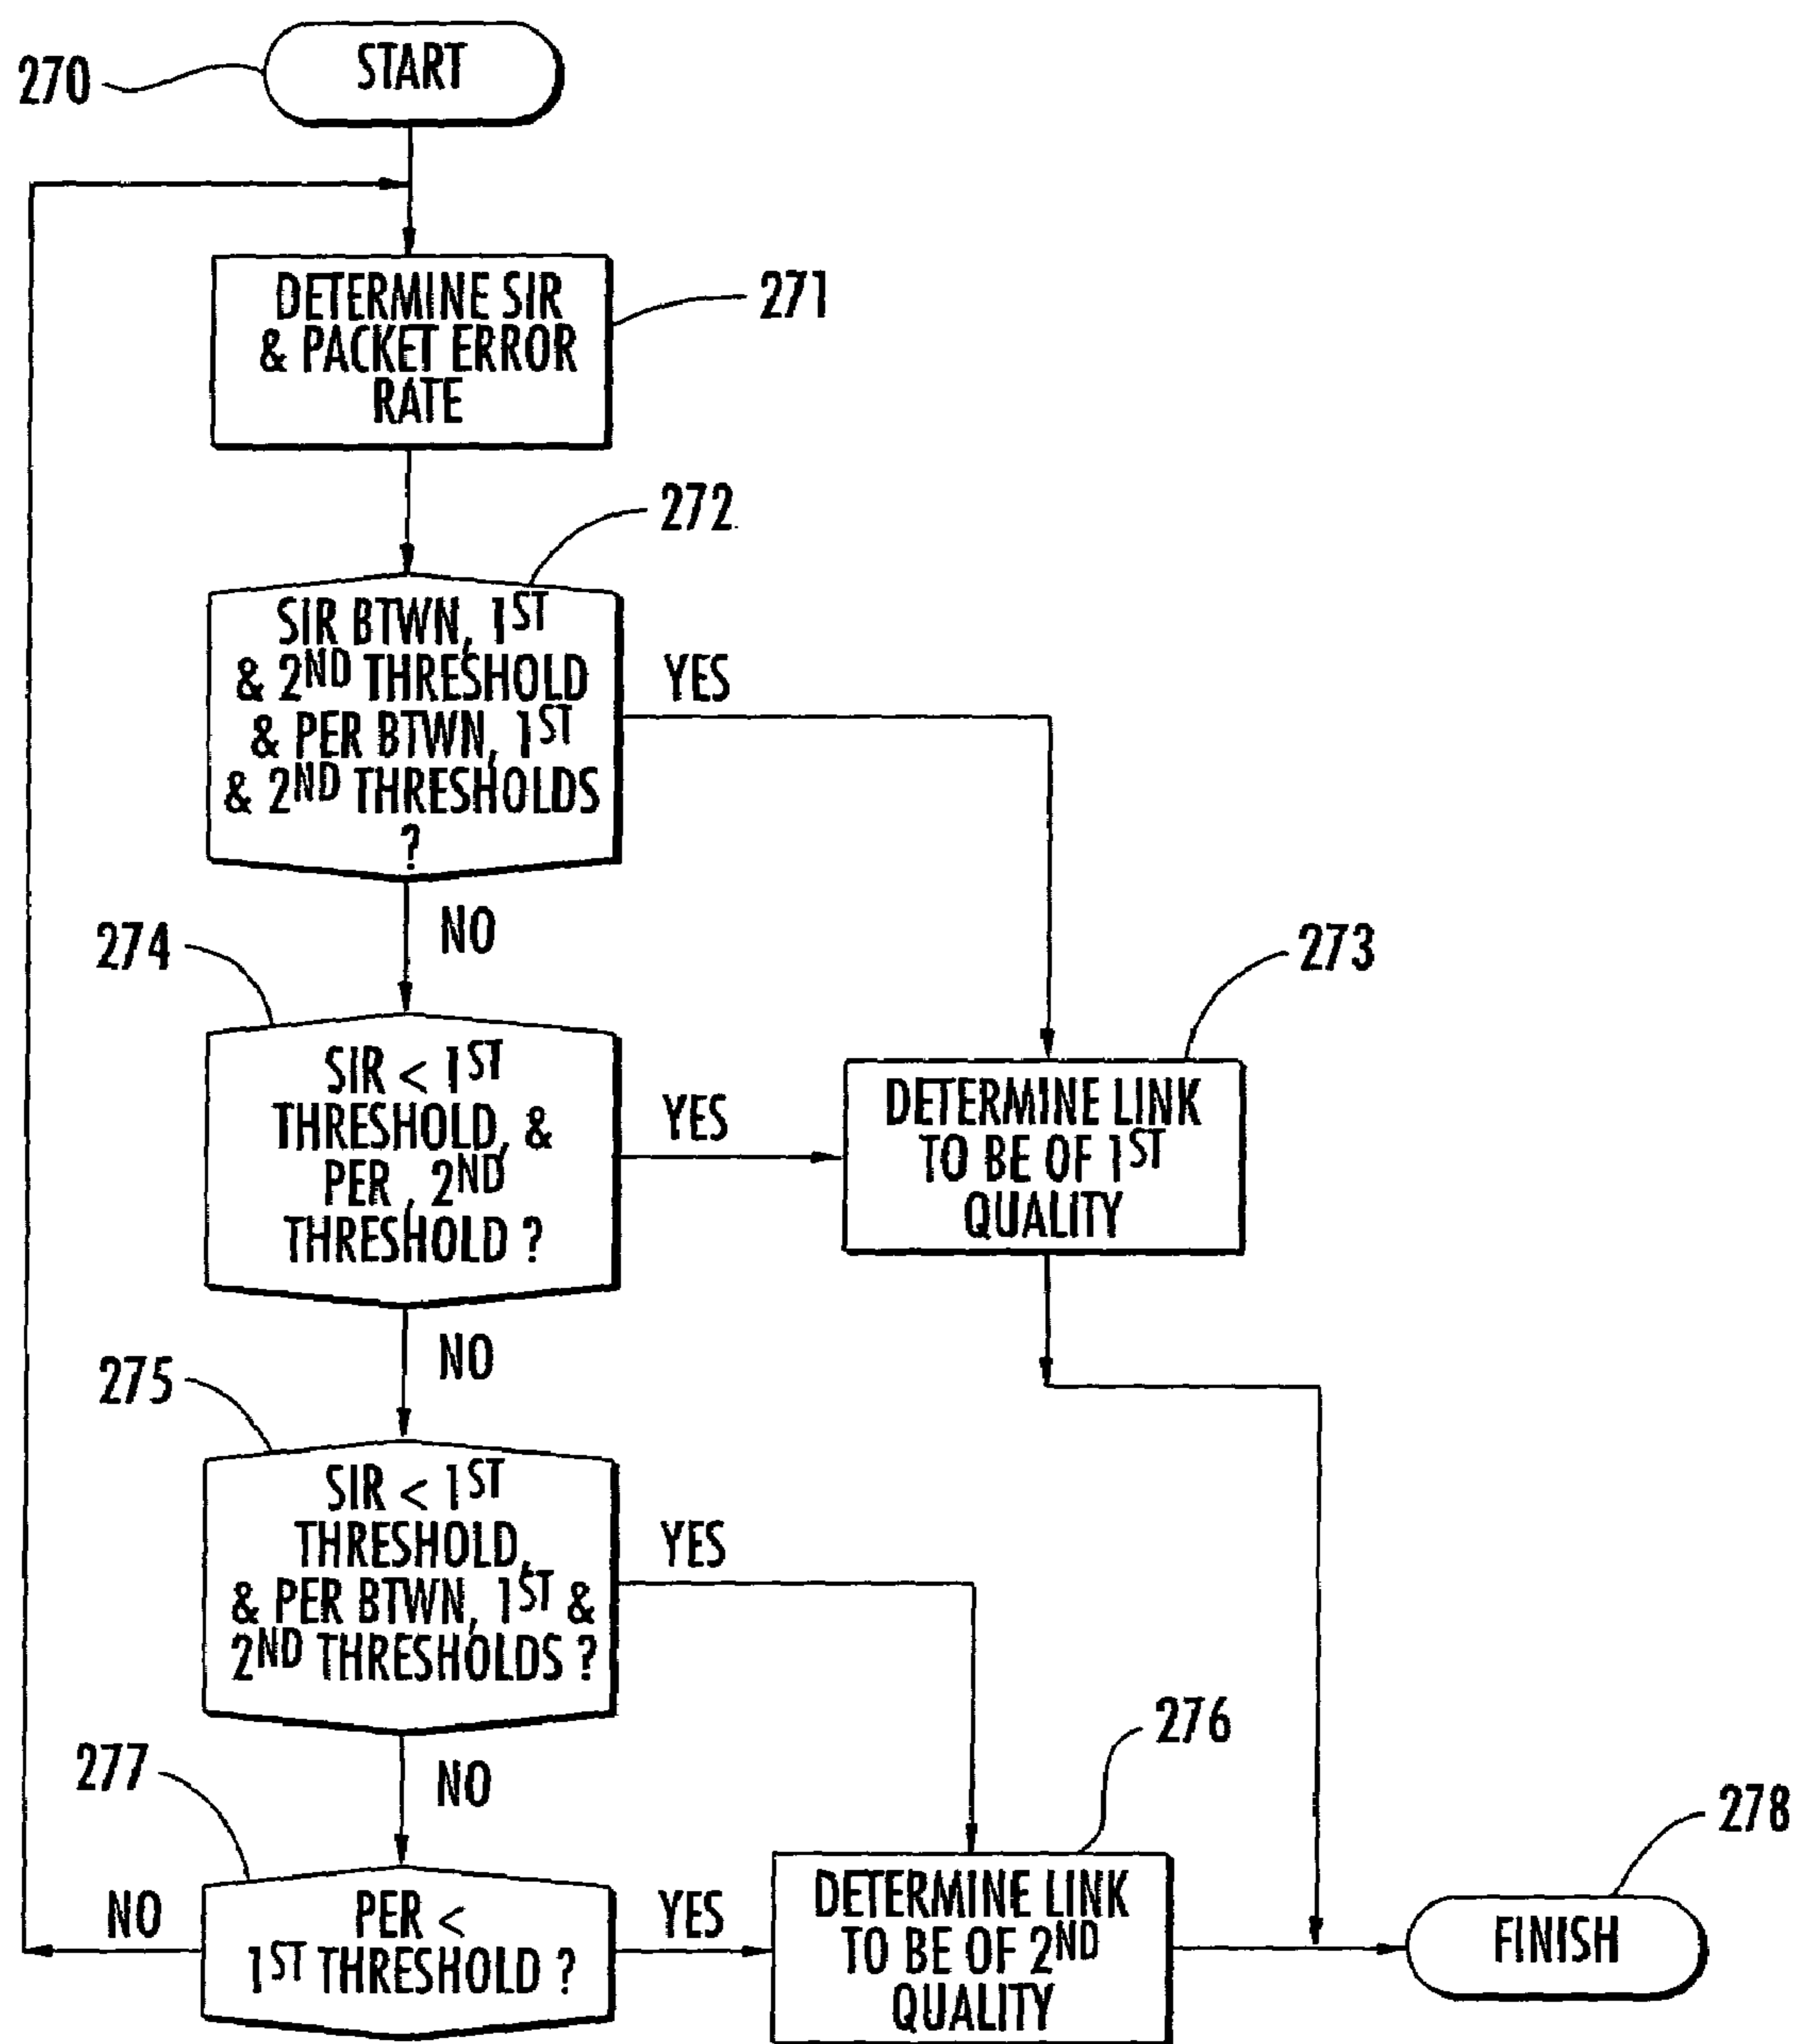 START
270
DETERMINE SIR
& PACKET ERROR
RATE
271
272
SIR BTWN, 1ST
& 2ND THRESHOLD
& PER BTWN, 1ST
& 2ND THRESHOLDS
?
YES
NO
274
273
SIR < 1ST
THRESHOLD, &
PER , 2ND
THRESHOLD ?
YES
DETERMINE LINK
TO BE OF 1ST
QUALITY
NO
275
SIR < 1ST
THRESHOLD,
& PER BTWN, 1ST &
2ND THRESHOLDS ?
YES
276
NO
277
278
PER <
1ST THRESHOLD ?
NO
YES
DETERMINE LINK
TO BE OF 2ND
QUALITY
FINISH